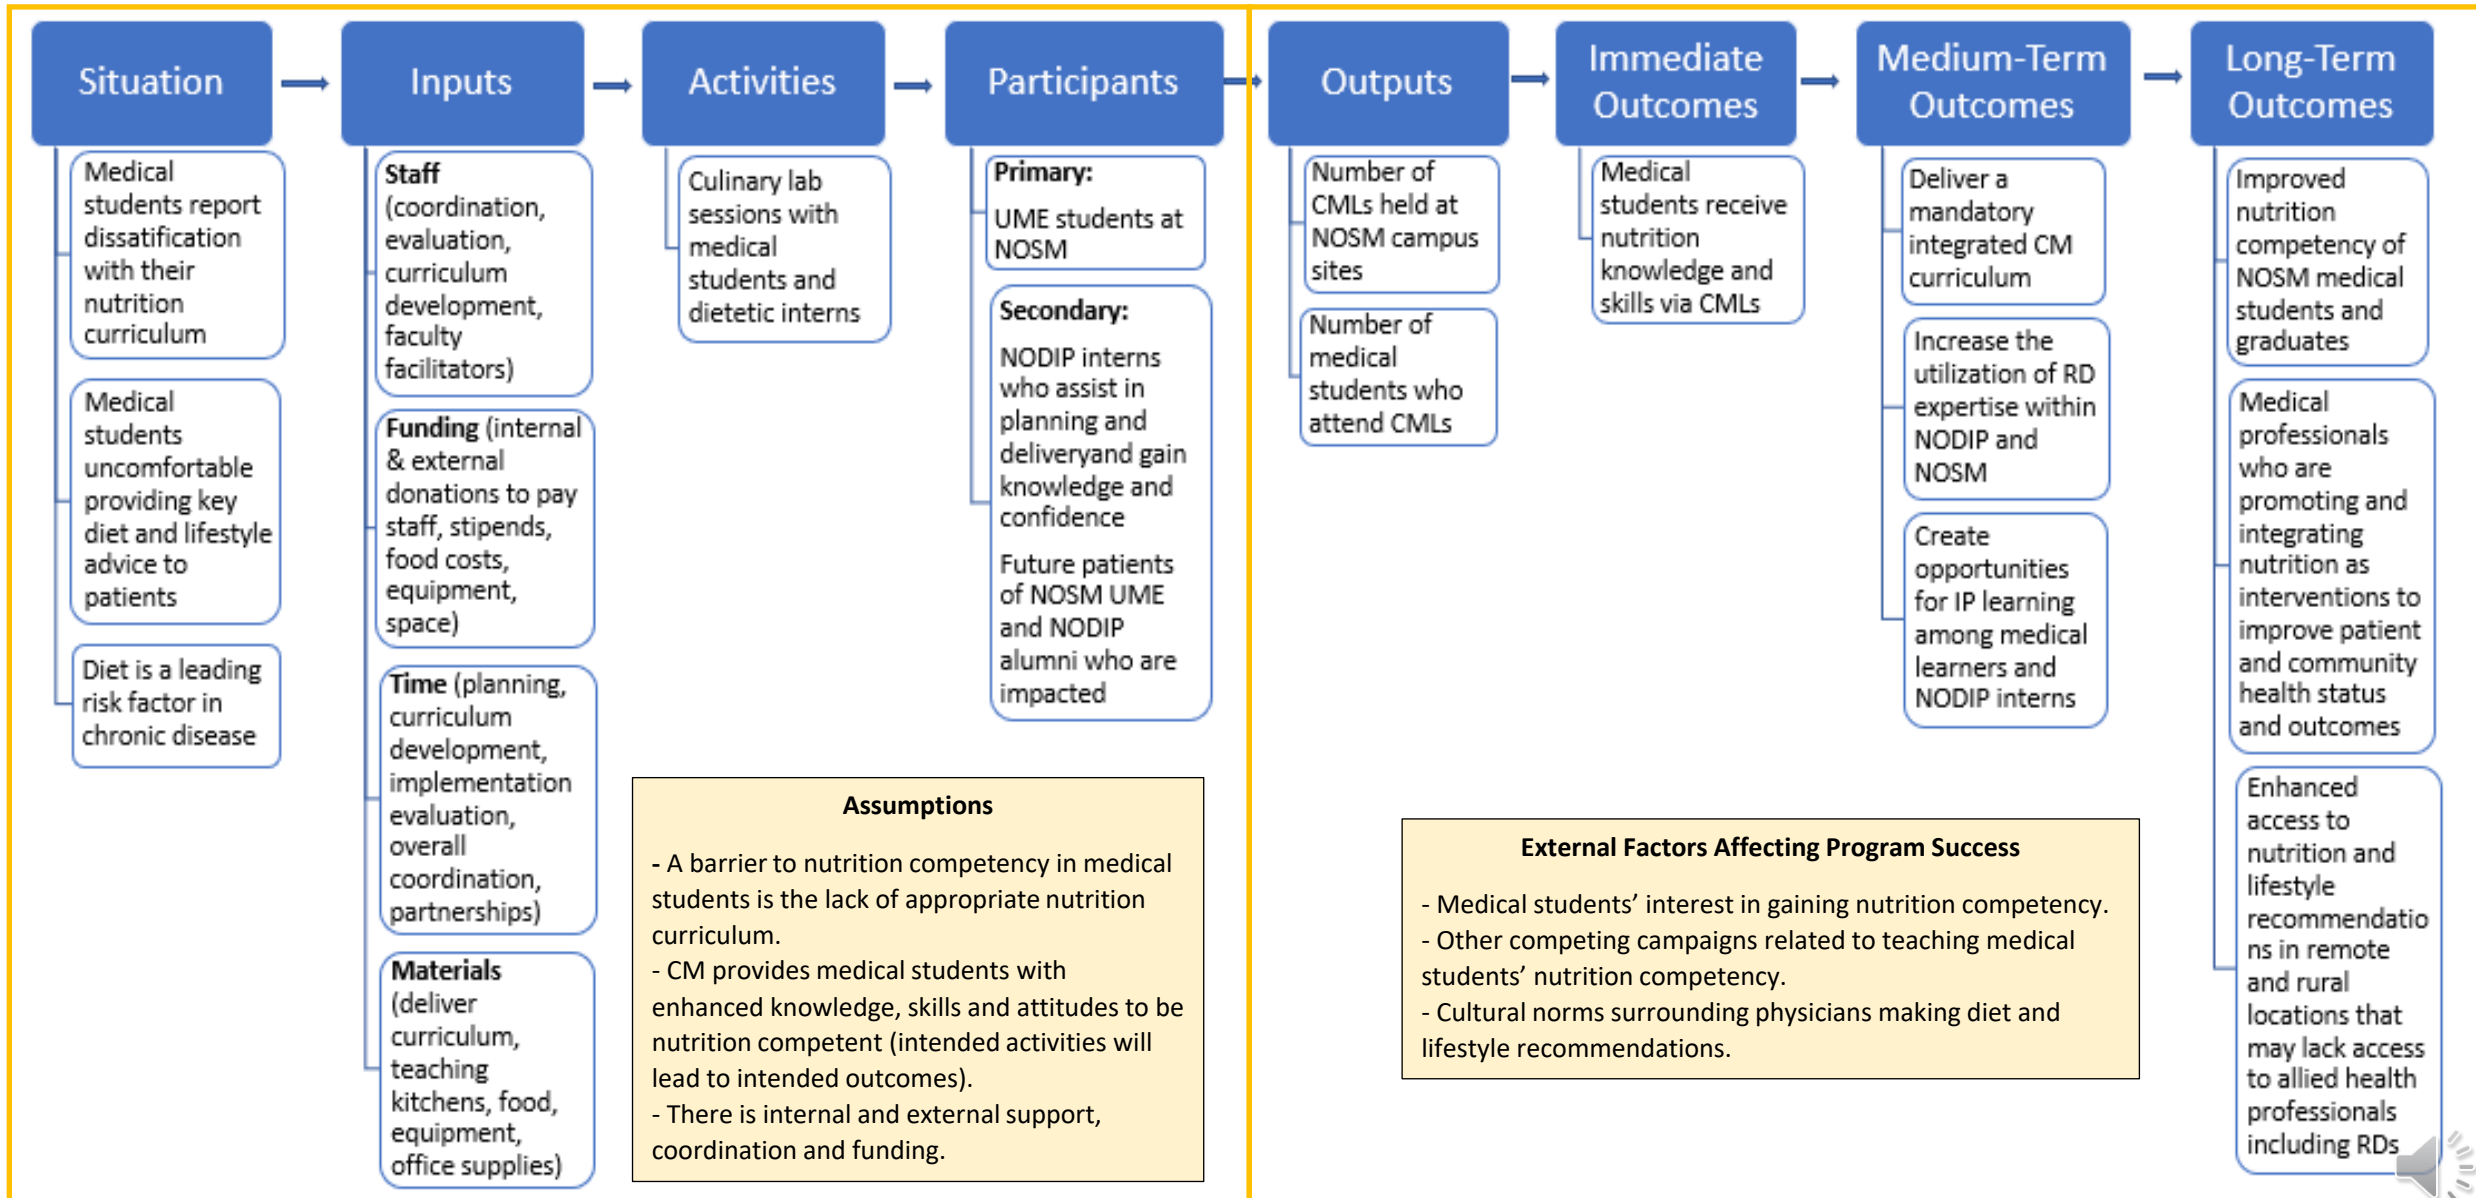 Situation
Medical
students report
dissatification
with their
nutrition
curriculum
Medical
students
uncomfortable
providing key
diet and lifestyle
advice to
patients
Diet is a leading
risk factor in
chronic disease
Inputs
Staff
(coordination,
evaluation,
curriculum
development,
faculty
facilitators)
Funding (internal
& external
donations to pay
staff, stipends,
food costs,
equipment,
space)
Time (planning,
curriculum
development,
implementation
evaluation,
overall
coordination,
partnerships)
Materials
(deliver
curriculum,
teaching
kitchens, food,
equipment,
office supplies)
Activities
Culinary lab
sessions with
medical
students and
dietetic interns
Participants
Primary:
UME students at
NOSM
Secondary:
NODIP interns
who assist in
planning and
deliveryand gain
knowledge and
confidence
Future patients
of NOSM UME
and NODIP
alumni who are
impacted
Assumptions
- A barrier to nutrition competency in medical
students is the lack of appropriate nutrition
curriculum.
- CM provides medical students with
enhanced knowledge, skills and attitudes to be
nutrition competent (intended activities will
lead to intended outcomes).
- There is internal and external support,
coordination and funding.
Outputs
Number of
CMLs held at
NOSM campus
sites
Number of
medical
students who
attend CMLs
Immediate
Outcomes
Medical
students receive
nutrition
knowledge and
skills via CMLs
Medium-Term
Outcomes
Deliver a
mandatory
integrated CM
curriculum
Increase the
utilization of RD
expertise within
NODIP and
NOSM
Create
opportunities
for IP learning
among medical
learners and
NODIP interns
Long-Term
Outcomes
Improved
nutrition
competency of
NOSM medical
students and
graduates
Medical
professionals
who are
promoting and
integrating
nutrition as
interventions to
improve patient
and community
health status
and outcomes
Enhanced
access to
nutrition and
lifestyle
recommendatio
ns in remote
and rural
locations that
may lack access
to allied health
professionals
including RDs
External Factors Affecting Program Success
- Medical students’ interest in gaining nutrition competency.
- Other competing campaigns related to teaching medical
students’ nutrition competency.
- Cultural norms surrounding physicians making diet and
lifestyle recommendations.